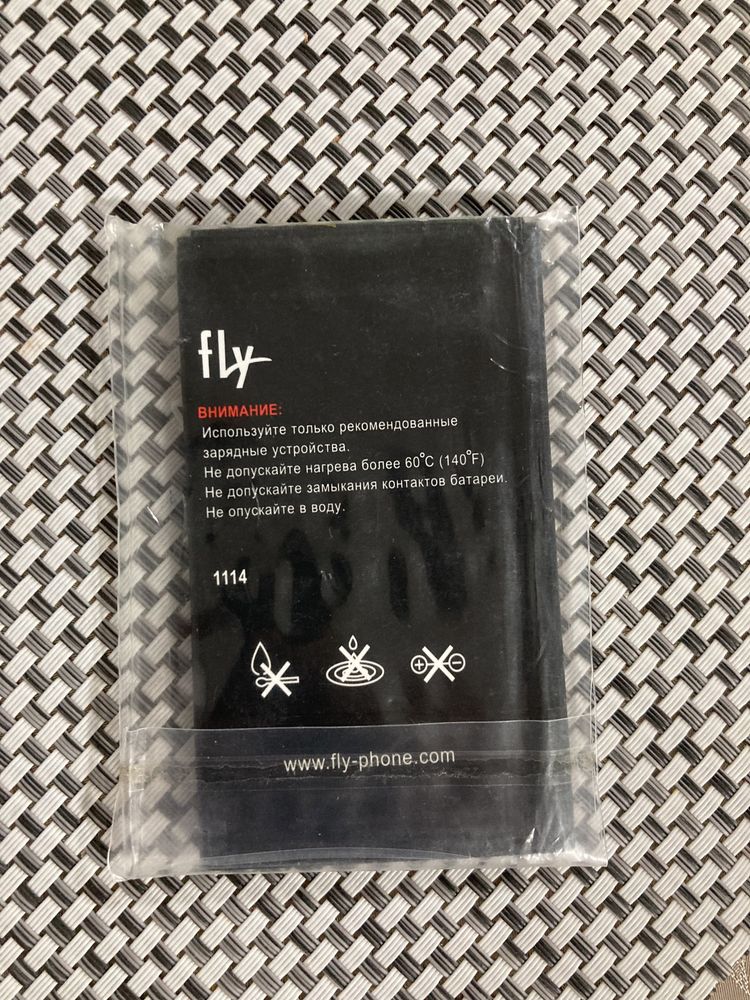 fly
ВНИМАНИЕ:
Используйте только рекомендованные
зарядные устройства.
Не допускайте нагрева более 60°C (140°F)
Не допускайте замыкания контактов батареи.
Не опускайте в воду.
1114
www.fly-phone.com